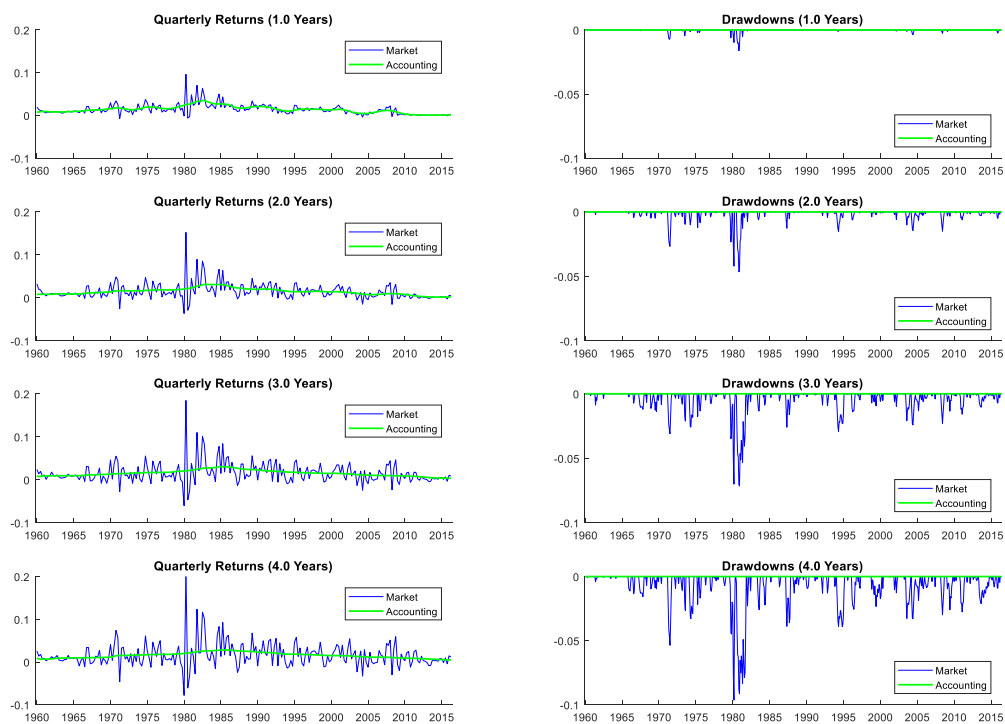 Quarterly Returns (1.0 Years)
0.2
0.1
0
-0.1
Market
Accounting
1960 1965 1970 1975 1980 1985 1990 1995 2000 2005 2010 2015
Drawdowns (1.0 Years)
0
-0.05
-0.1
Market
Accounting
1960 1965 1970 1975 1980 1985 1990 1995 2000 2005 2010 2015
Quarterly Returns (2.0 Years)
0.2
0.1
0
-0.1
Market
Accounting
1960 1965 1970 1975 1980 1985 1990 1995 2000 2005 2010 2015
Drawdowns (2.0 Years)
0
-0.05
-0.1
Market
Accounting
1960 1965 1970 1975 1980 1985 1990 1995 2000 2005 2010 2015
Quarterly Returns (3.0 Years)
0.2
0.1
0
-0.1
Market
Accounting
1960 1965 1970 1975 1980 1985 1990 1995 2000 2005 2010 2015
Drawdowns (3.0 Years)
0
-0.05
-0.1
Market
Accounting
1960 1965 1970 1975 1980 1985 1990 1995 2000 2005 2010 2015
Quarterly Returns (4.0 Years)
0.2
0.1
0
-0.1
Market
Accounting
1960 1965 1970 1975 1980 1985 1990 1995 2000 2005 2010 2015
Drawdowns (4.0 Years)
0
-0.05
-0.1
Market
Accounting
1960 1965 1970 1975 1980 1985 1990 1995 2000 2005 2010 2015